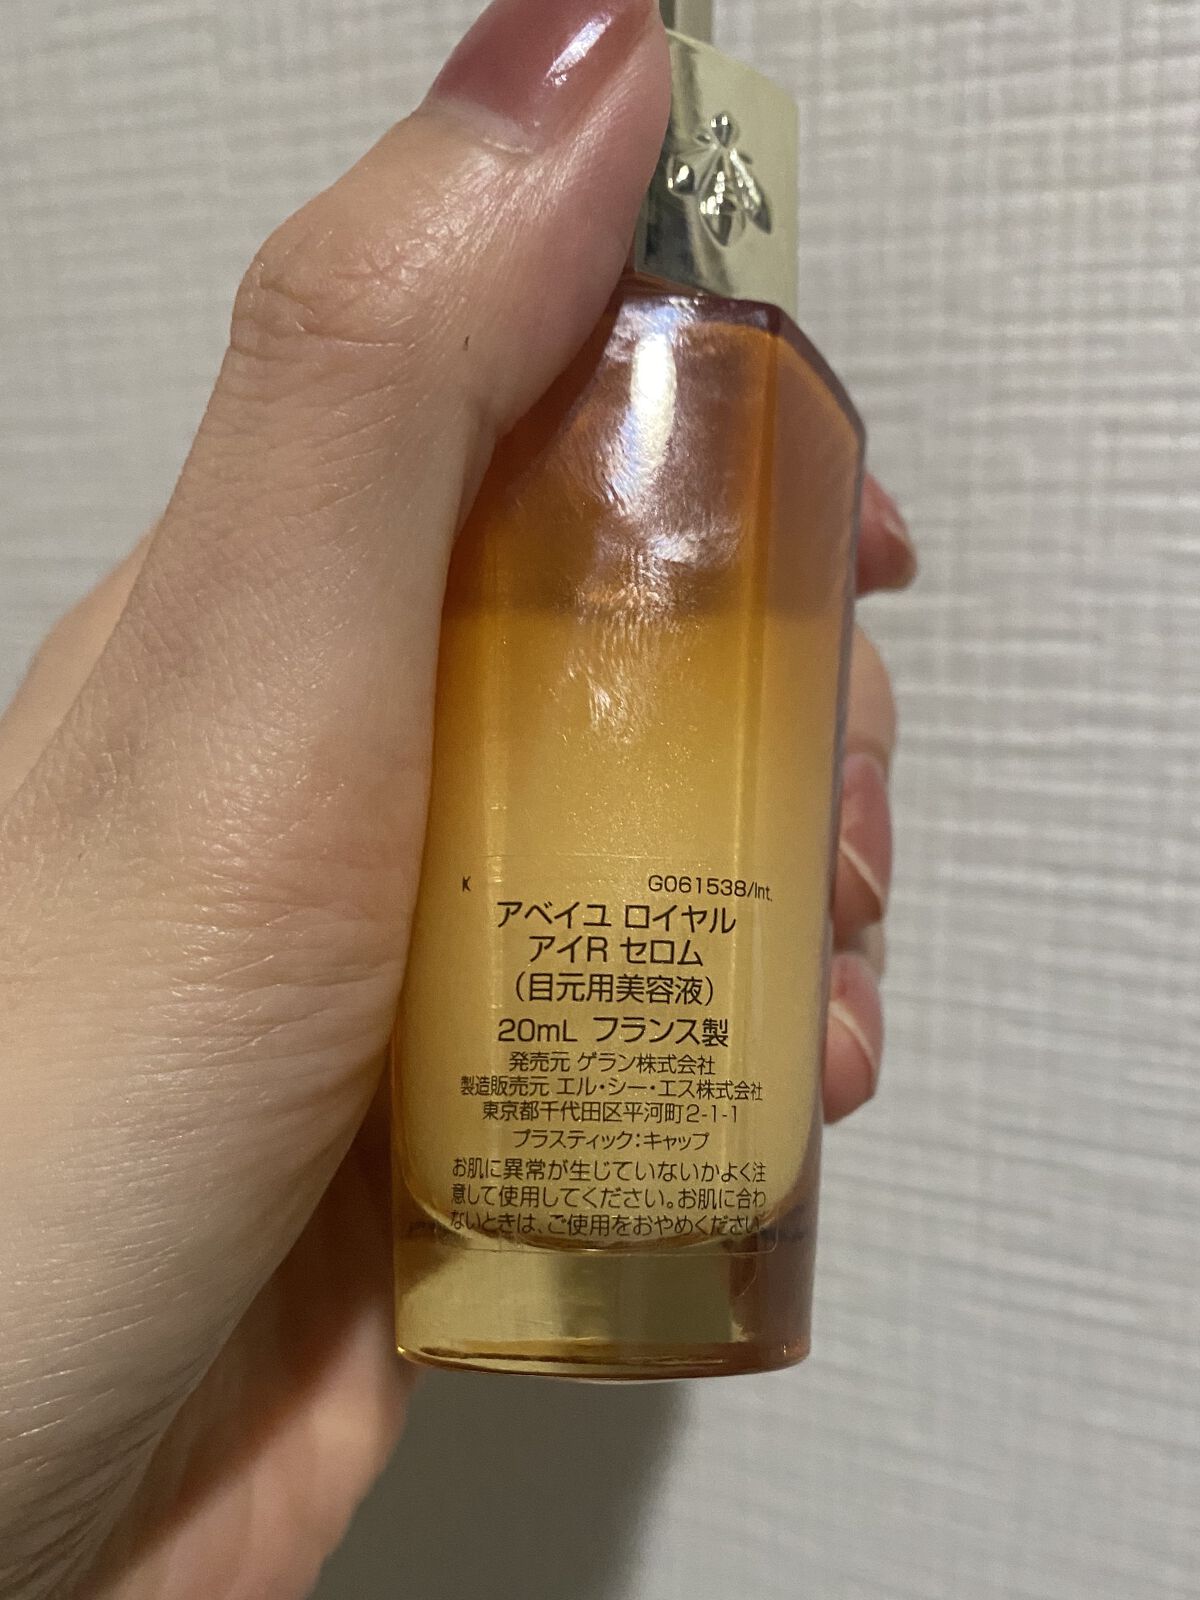 K G061538/Int.
アベイユ ロイヤル
アイR セロム
(目元用美容液)
20mL フランス製
発売元 ゲラン株式会社
製造販売元 エル・シー・エス株式会社
東京都千代田区平河町2-1-1
プラスティック:キャップ
お肌に異常が生じていないかよく注
意して使用してください。お肌に合わ
ないときは、ご使用をおやめください。